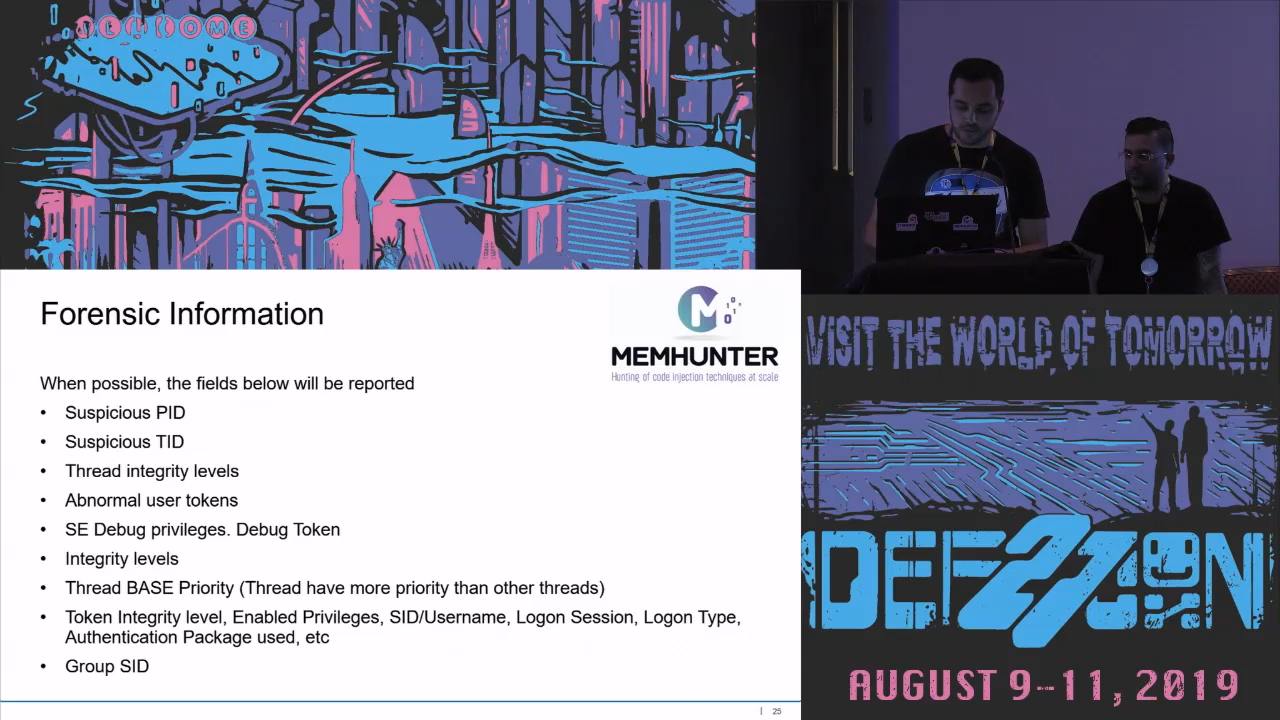 WELCOME
Forensic Information
MEMHUNTER
Hunting of code injection techniques at scale
When possible, the fields below will be reported
• Suspicious PID
• Suspicious TID
• Thread integrity levels
• Abnormal user tokens
• SE Debug privileges. Debug Token
• Integrity levels
• Thread BASE Priority (Thread have more priority than other threads)
• Token Integrity level, Enabled Privileges, SID/Username, Logon Session, Logon Type,
Authentication Package used, etc
• Group SID
| 25
VISIT THE WORLD OF TOMORROW
DEF 27 CON
AUGUST 9-11, 2019